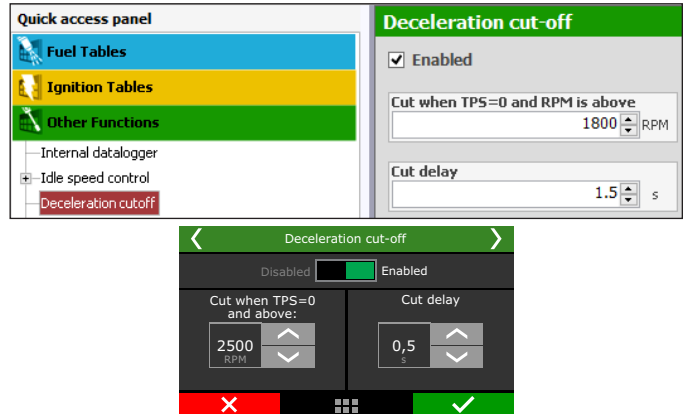 Quick access panel
Fuel Tables
Ignition Tables
Other Functions
Internal datalogger
Idle speed control
Deceleration cutoff
Deceleration cut-off
Enabled
Cut when TPS=0 and RPM is above
1800 RPM
Cut delay
1.5 s
Deceleration cut-off
Disabled Enabled
Cut when TPS=0
and above:
2500
RPM
Cut delay
0,5
s